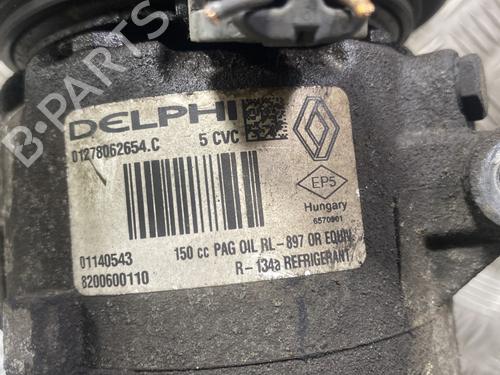 DELPHI
5 CVC
01278062654.C
EP5
Hungary
6570901
01140543
150 cc PAG OIL RL-897 OR EQUIV.
8200600110
R-134a REFRIGERANT
B-PARTS